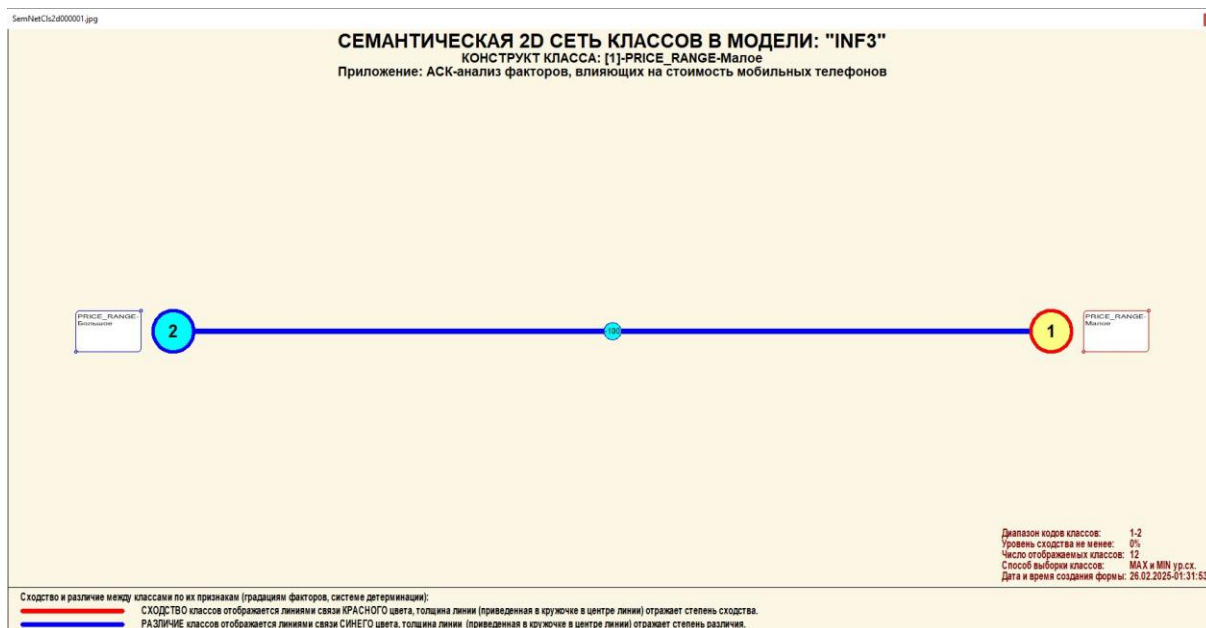 SemNetCls2d000001.jpg
СЕМАНТИЧЕСКАЯ 2D СЕТЬ КЛАССОВ В МОДЕЛИ: "INF3"
КОНСТРУКТ КЛАССА: [1]-PRICE_RANGE-Малое
Приложение: АСК-анализ факторов, влияющих на стоимость мобильных телефонов
PRICE_RANGE-
Большое
2
-100
1
PRICE_RANGE-
Малое
Диапазон кодов классов: 1-2
Уровень сходства не менее: 0%
Число отображаемых классов: 12
Способ выборки классов: MAX и MIN ур.сх.
Дата и время создания формы: 26.02.2025-01:31:53
Сходство и различие между классами по их признакам (градациям факторов, системе детерминации):
СХОДСТВО классов отображается линиями связи КРАСНОГО цвета, толщина линии (приведенная в кружочке в центре линии) отражает степень сходства.
РАЗЛИЧИЕ классов отображается линиями связи СИНЕГО цвета, толщина линии (приведенная в кружочке в центре линии) отражает степень различия.